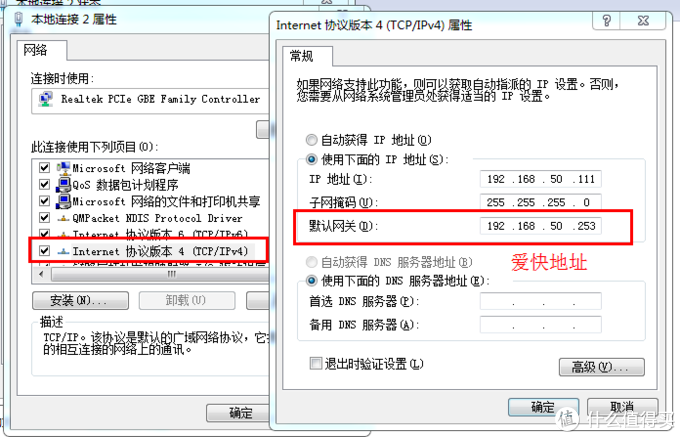 本地连接 2 属性
网络
连接时使用:
Realtek PCIe GBE Family Controller
此连接使用下列项目(O):
Microsoft 网络客户端
QoS 数据包计划程序
Microsoft 网络的文件和打印机共享
QMPacket NDIS Protocol Driver
Internet 协议版本 6 (TCP/IPv6)
Internet 协议版本 4 (TCP/IPv4)
安装(N)...
卸载(U)
描述
TCP/IP。该协议是默认的广域网络协议，它
的相互连接的网络上的通讯。
确定
Internet 协议版本 4 (TCP/IPv4) 属性
常规
如果网络支持此功能，则可以获取自动指派的 IP 设置。否则，
您需要从网络系统管理员处获得适当的 IP 设置。
自动获得 IP 地址(O)
使用下面的 IP 地址(S):
IP 地址(I): 192 .168 .50 .111
子网掩码(U): 255 .255 .255 . 0
默认网关(D): 192 .168 .50 .253
自动获得 DNS 服务器地址(B)
爱快地址
使用下面的 DNS 服务器地址(E):
首选 DNS 服务器(P): . . .
备用 DNS 服务器(A): . . .
退出时验证设置(L)
高级(V)...
确定
取消
值 什么值得买